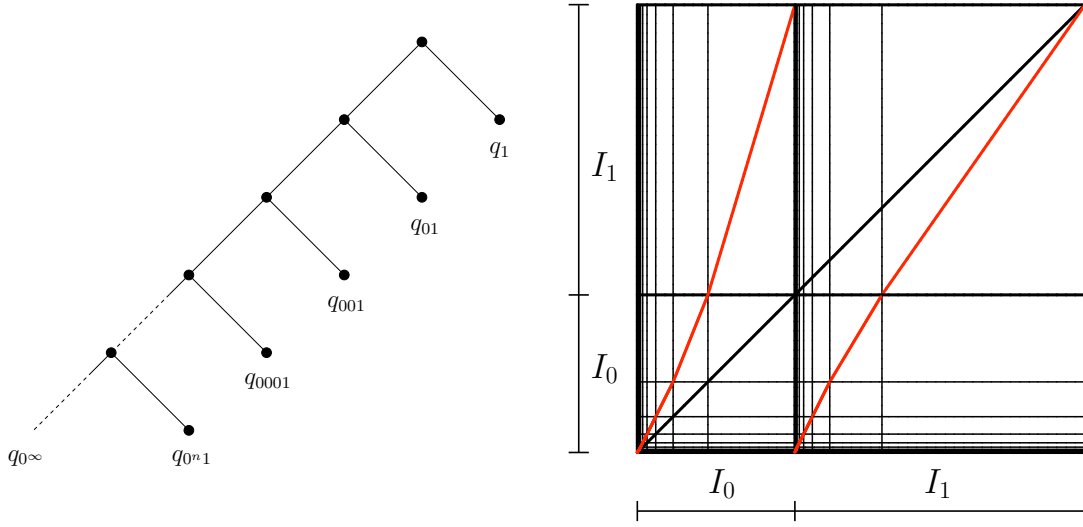 q_1
q_{01}
q_{001}
q_{0001}
q_{0^∞}
q_{0^n1}
I_1
I_0
I_0
I_1